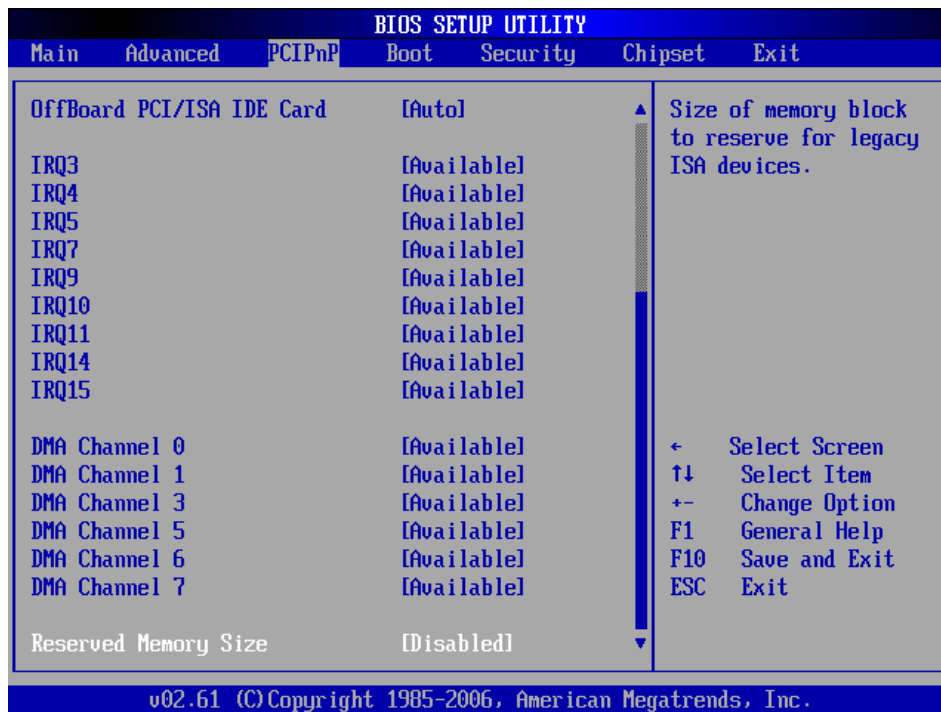 BIOS SETUP UTILITY
Main Advanced PCIPnP Boot Security Chipset Exit
OffBoard PCI/ISA IDE Card [Auto]
IRQ3 [Available]
IRQ4 [Available]
IRQ5 [Available]
IRQ7 [Available]
IRQ9 [Available]
IRQ10 [Available]
IRQ11 [Available]
IRQ14 [Available]
IRQ15 [Available]
DMA Channel 0 [Available]
DMA Channel 1 [Available]
DMA Channel 3 [Available]
DMA Channel 5 [Available]
DMA Channel 6 [Available]
DMA Channel 7 [Available]
Reserved Memory Size [Disabled]
Size of memory block
to reserve for legacy
ISA devices.
← Select Screen
↑↓ Select Item
+- Change Option
F1 General Help
F10 Save and Exit
ESC Exit
v02.61 (C)Copyright 1985-2006, American Megatrends, Inc.